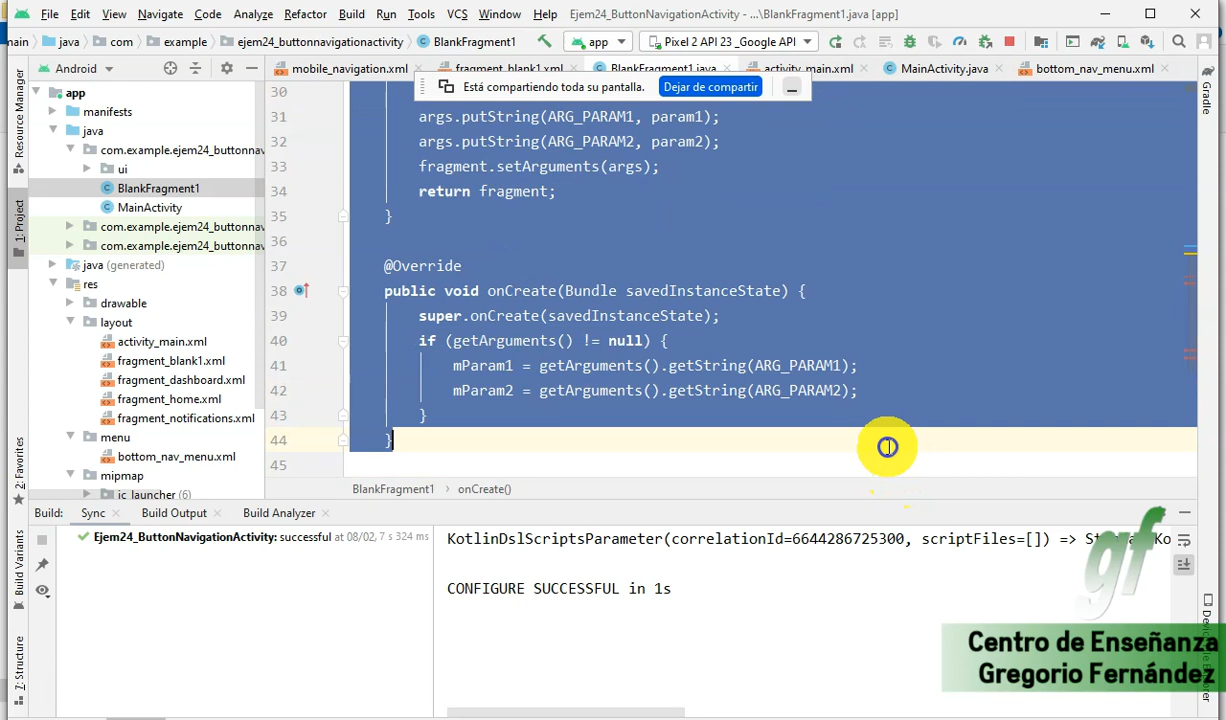 File Edit View Navigate Code Analyze Refactor Build Run Tools VCS Window Help Ejem24_ButtonNavigationActivity - ...\BlankFragment1.java [app]
main java com example ejem24_buttonnavigationactivity BlankFragment1 app Pixel 2 API 23 _Google API
Android mobile_navigation.xml fragment_blank1.xml BlankFragment1.java activity_main.xml MainActivity.java bottom_nav_menu.xml
Está compartiendo toda su pantalla. Dejar de compartir
Resource Manager
1: Project
2: Favorites
Build Variants
7: Structure
Gradle
app
manifests
java
com.example.ejem24_buttonnav
ui
BlankFragment1
MainActivity
com.example.ejem24_buttonnav
com.example.ejem24_buttonnav
java (generated)
res
drawable
layout
activity_main.xml
fragment_blank1.xml
fragment_dashboard.xml
fragment_home.xml
fragment_notifications.xml
menu
bottom_nav_menu.xml
mipmap
ic_launcher (6)
30
31 args.putString(ARG_PARAM1, param1);
32 args.putString(ARG_PARAM2, param2);
33 fragment.setArguments(args);
34 return fragment;
35 }
36
37 @Override
38 public void onCreate(Bundle savedInstanceState) {
39 super.onCreate(savedInstanceState);
40 if (getArguments() != null) {
41 mParam1 = getArguments().getString(ARG_PARAM1);
42 mParam2 = getArguments().getString(ARG_PARAM2);
43 }
44 }
45
BlankFragment1 onCreate()
Build: Sync Build Output Build Analyzer
Ejem24_ButtonNavigationActivity: successful at 08/02, 7 s 324 ms
KotlinDslScriptsParameter(correlationId=6644286725300, scriptFiles=[]) =>
CONFIGURE SUCCESSFUL in 1s
gf
Centro de Enseñanza
Gregorio Fernández